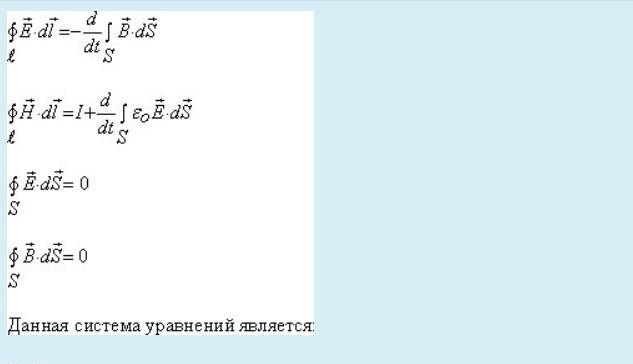 ∮ E⃗·dl⃗ =− d/dt ∫ B⃗·dS⃗
ℓ S
∮ H⃗·dl⃗ =I+ d/dt ∫ ε₀E⃗·dS⃗
ℓ S
∮ E⃗·dS⃗= 0
S
∮ B⃗·dS⃗= 0
S
Данная система уравнений является: